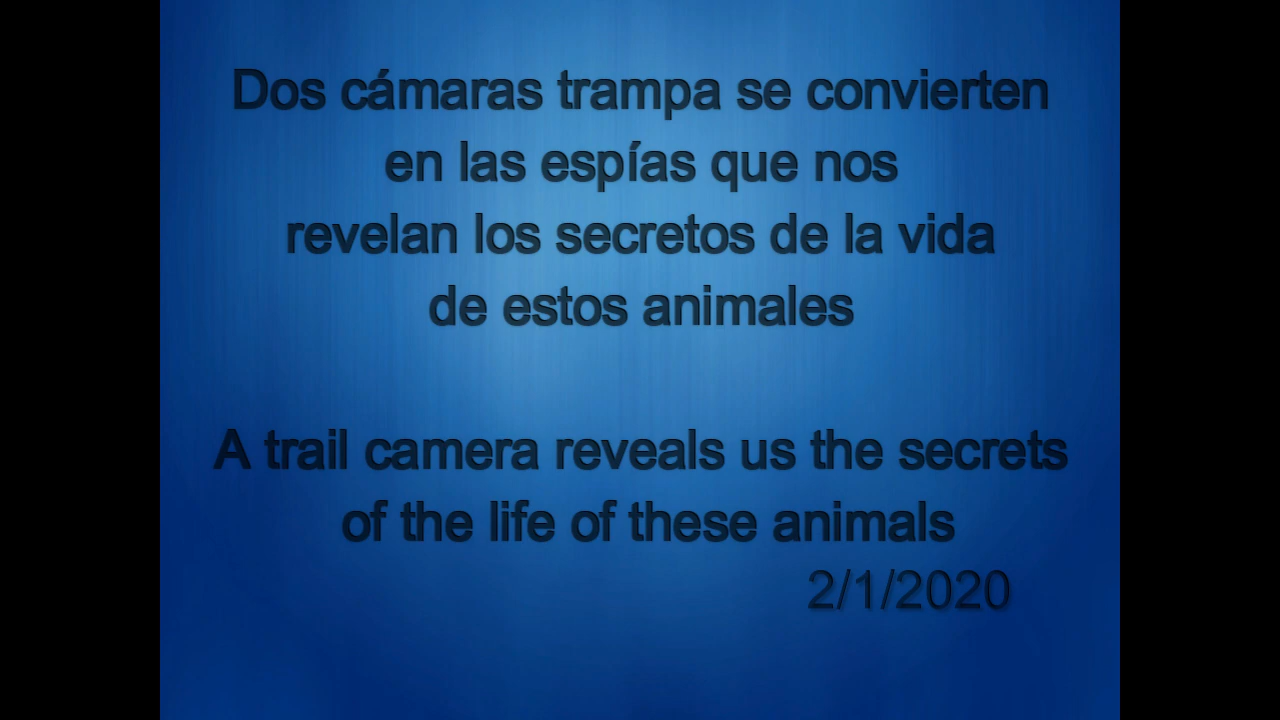 Dos cámaras trampa se convierten
en las espías que nos
revelan los secretos de la vida
de estos animales
A trail camera reveals us the secrets
of the life of these animals
2/1/2020